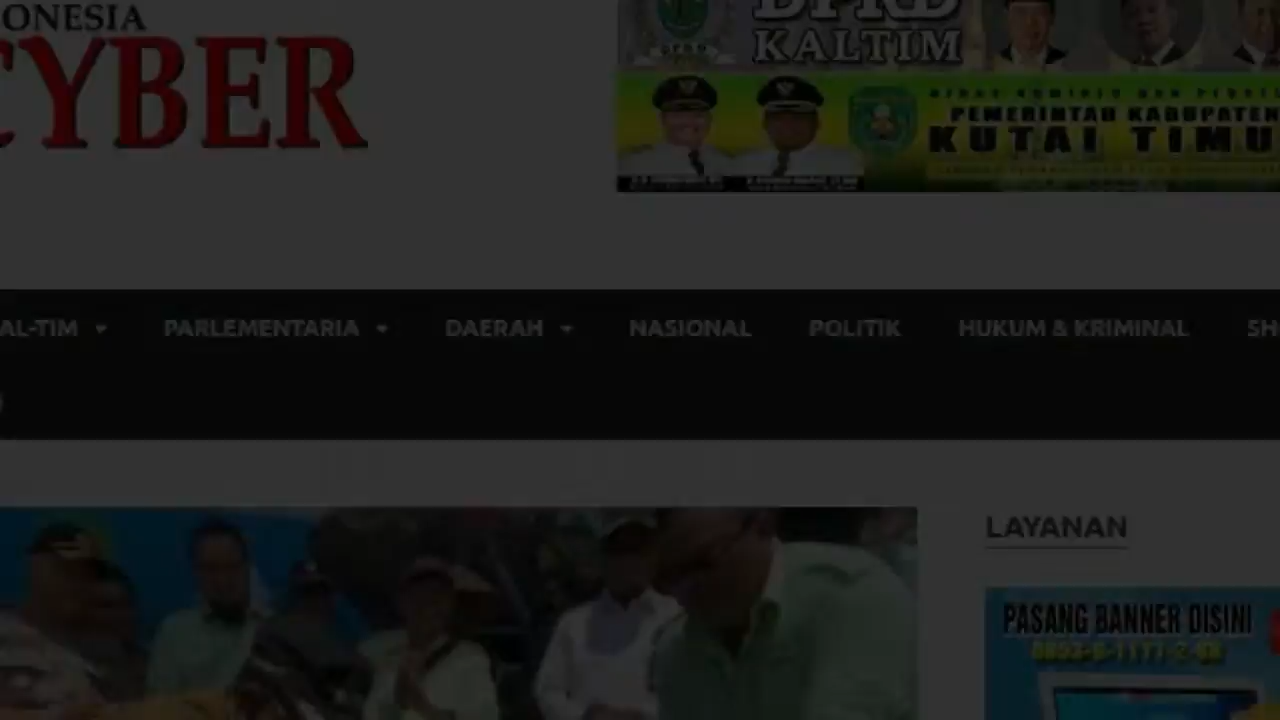 ONESIA
CYBER
DPRD
KALTIM
PEMERINTAH KABUPATEN
KUTAI TIMU
AL-TIM
PARLEMENTARIA
DAERAH
NASIONAL
POLITIK
HUKUM & KRIMINAL
SH
LAYANAN
PASANG BANNER DISINI